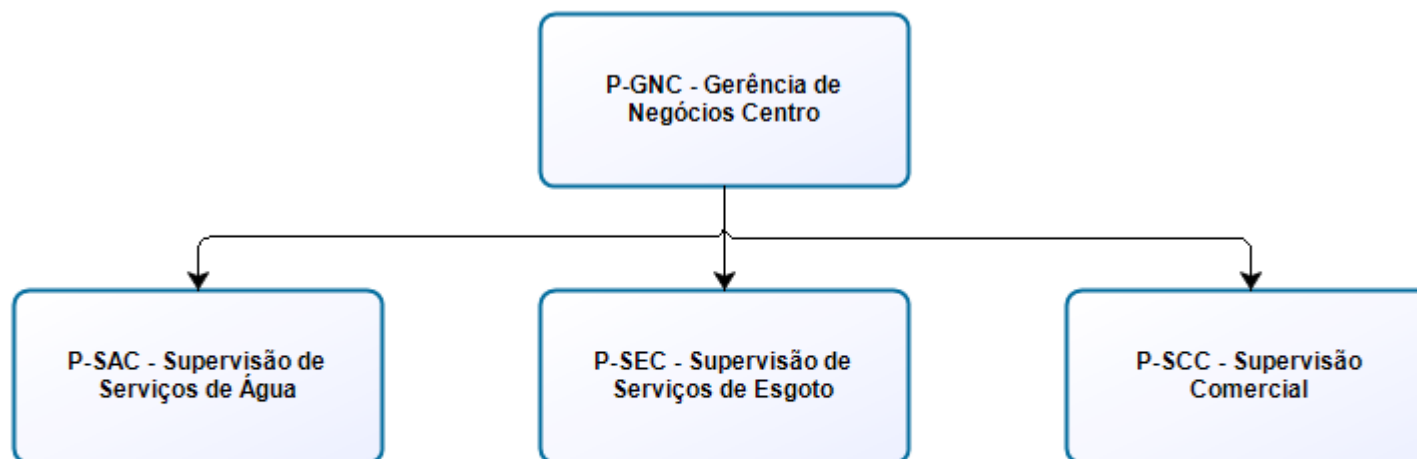 P-GNC - Gerência de
Negócios Centro
P-SAC - Supervisão de
Serviços de Água
P-SEC - Supervisão de
Serviços de Esgoto
P-SCC - Supervisão
Comercial